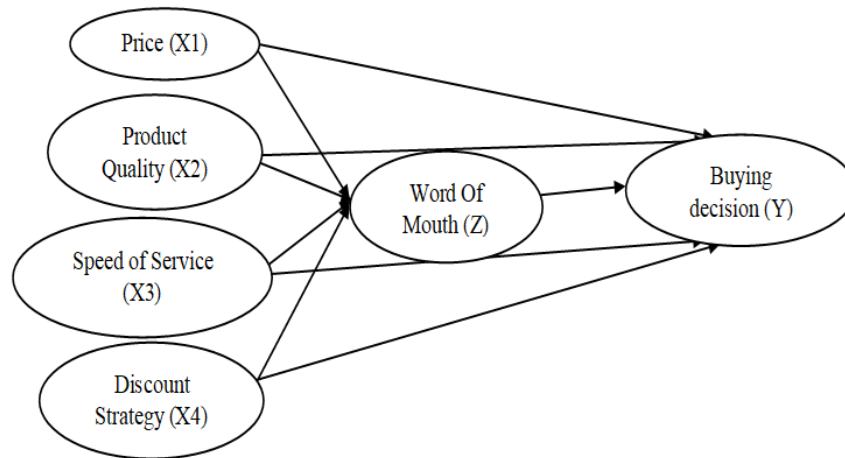 Price (X1)
Product
Quality (X2)
Word Of
Mouth (Z)
Buying
decision (Y)
Speed of Service
(X3)
Discount
Strategy (X4)